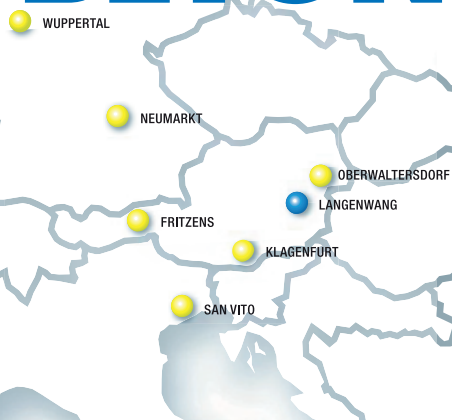 WUPPERTAL
NEUMARKT
OBERWALTERSDORF
LANGENWANG
FRITZENS
KLAGENFURT
SAN VITO